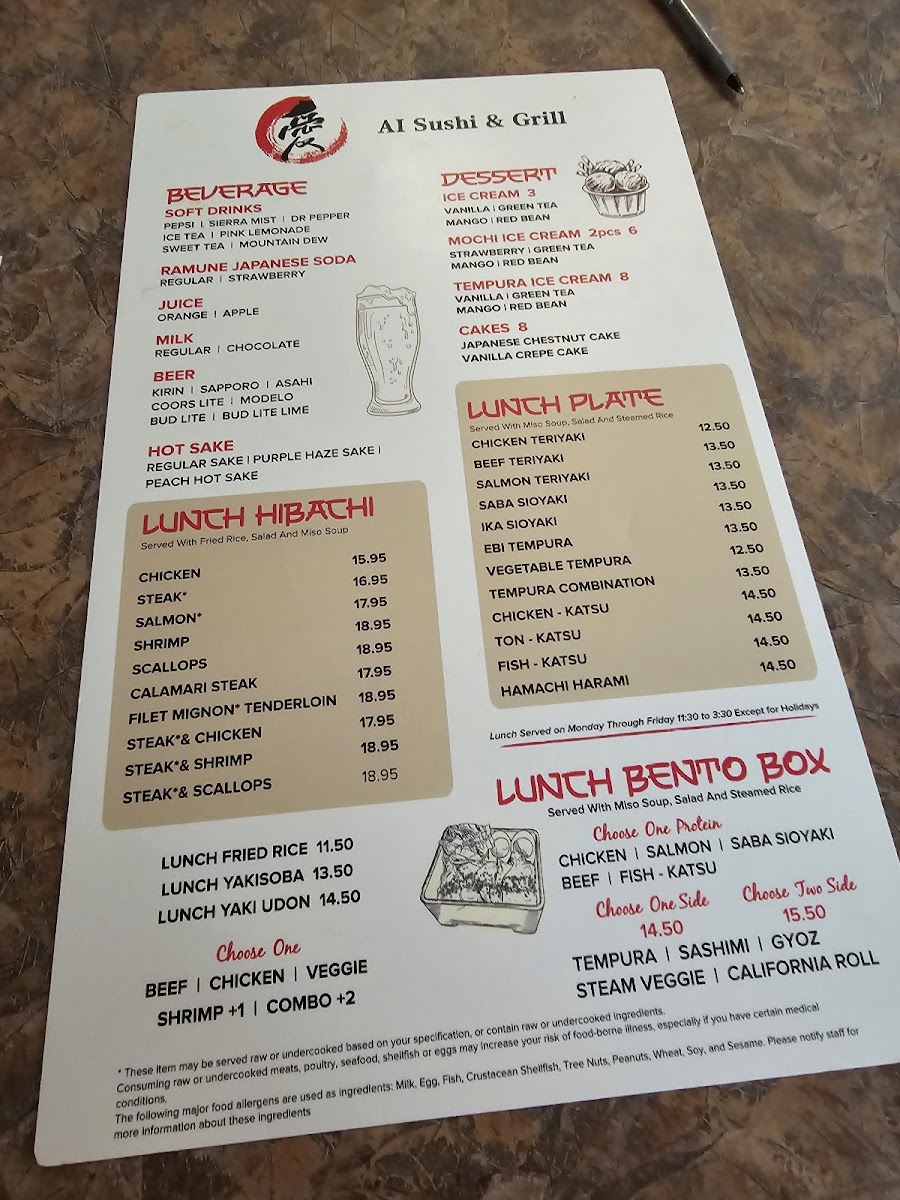 愛
AI Sushi & Grill
BEVERAGE
SOFT DRINKS
PEPSI | SIERRA MIST | DR PEPPER
ICE TEA | PINK LEMONADE
SWEET TEA | MOUNTAIN DEW
RAMUNE JAPANESE SODA
REGULAR | STRAWBERRY
JUICE
ORANGE | APPLE
MILK
REGULAR | CHOCOLATE
BEER
KIRIN | SAPPORO | ASAHI
COORS LITE | MODELO
BUD LITE | BUD LITE LIME
HOT SAKE
REGULAR SAKE | PURPLE HAZE SAKE |
PEACH HOT SAKE
DESSERT
ICE CREAM 3
VANILLA | GREEN TEA
MANGO | RED BEAN
MOCHI ICE CREAM 2pcs 6
STRAWBERRY | GREEN TEA
MANGO | RED BEAN
TEMPURA ICE CREAM 8
VANILLA | GREEN TEA
MANGO | RED BEAN
CAKES 8
JAPANESE CHESTNUT CAKE
VANILLA CREPE CAKE
LUNCH HIBACHI
Served With Fried Rice, Salad And Miso Soup
CHICKEN 15.95
STEAK* 16.95
SALMON* 17.95
SHRIMP 18.95
SCALLOPS 18.95
CALAMARI STEAK 17.95
FILET MIGNON* TENDERLOIN 18.95
STEAK*& CHICKEN 17.95
STEAK*& SHRIMP 18.95
STEAK*& SCALLOPS 18.95
LUNCH FRIED RICE 11.50
LUNCH YAKISOBA 13.50
LUNCH YAKI UDON 14.50
Choose One
BEEF | CHICKEN | VEGGIE
SHRIMP +1 | COMBO +2
LUNCH PLATE
Served With Miso Soup, Salad And Steamed Rice
CHICKEN TERIYAKI 12.50
BEEF TERIYAKI 13.50
SALMON TERIYAKI 13.50
SABA SIOYAKI 13.50
IKA SIOYAKI 13.50
EBI TEMPURA 13.50
VEGETABLE TEMPURA 12.50
TEMPURA COMBINATION 13.50
CHICKEN - KATSU 14.50
TON - KATSU 14.50
FISH - KATSU 14.50
HAMACHI HARAMI 14.50
Lunch Served on Monday Through Friday 11:30 to 3:30 Except for Holidays
LUNCH BENTO BOX
Served With Miso Soup, Salad And Steamed Rice
Choose One Protein
CHICKEN | SALMON | SABA SIOYAKI
BEEF | FISH - KATSU
Choose One Side Choose Two Side
14.50 15.50
TEMPURA | SASHIMI | GYOZ
STEAM VEGGIE | CALIFORNIA ROLL
* These item may be served raw or undercooked based on your specification, or contain raw or undercooked ingredients.
Consuming raw or undercooked meats, poultry, seafood, shellfish or eggs may increase your risk of food-borne illness, especially if you have certain medical
conditions.
The following major food allergens are used as ingredients: Milk, Egg, Fish, Crustacean Shellfish, Tree Nuts, Peanuts, Wheat, Soy, and Sesame. Please notify staff for
more information about these ingredients